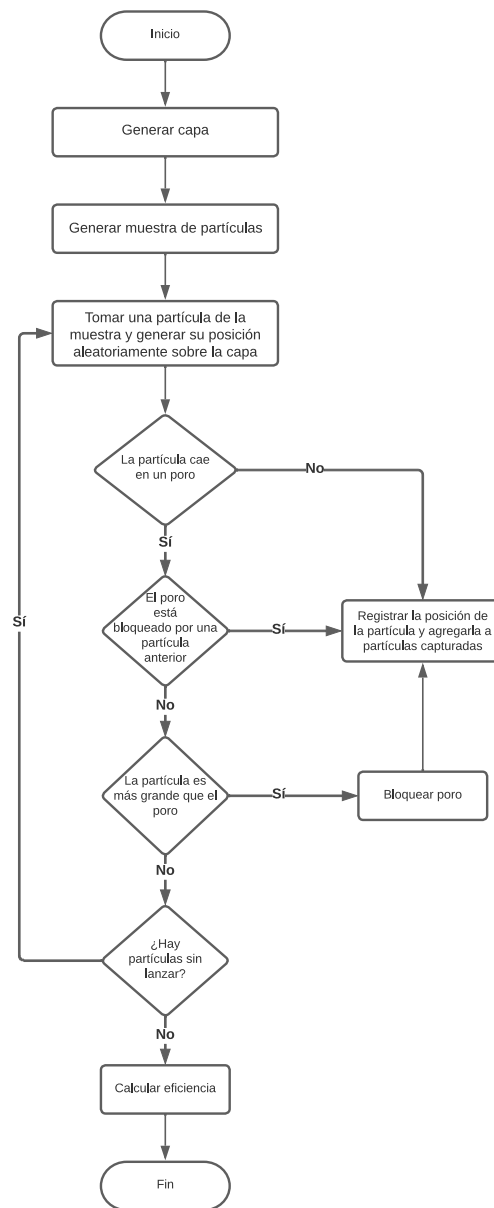 Inicio
Generar capa
Generar muestra de partículas
Tomar una partícula de la
muestra y generar su posición
aleatoriamente sobre la capa
La partícula cae
en un poro
No
Sí
El poro
está
bloqueado por una
partícula
anterior
Sí
Registrar la posición de
la partícula y agregarla a
partículas capturadas
Sí
No
La partícula es
más grande que el
poro
Sí
Bloquear poro
No
¿Hay
partículas sin
lanzar?
No
Calcular eficiencia
Fin